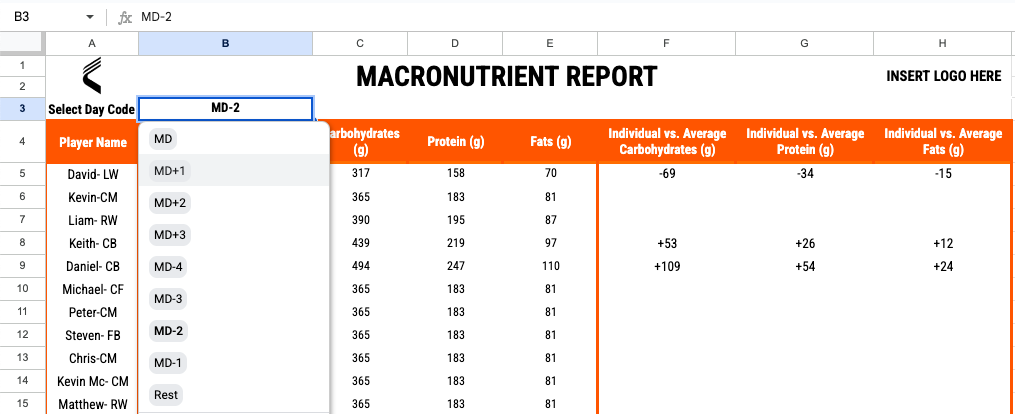 B3 fx MD-2
A B C D E F G H
1
2 MACRONUTRIENT REPORT INSERT LOGO HERE
3 Select Day Code MD-2
4 Player Name arbohydrates (g) Protein (g) Fats (g) Individual vs. Average Carbohydrates (g) Individual vs. Average Protein (g) Individual vs. Average Fats (g)
MD
MD+1
MD+2
MD+3
MD-4
MD-3
MD-2
MD-1
Rest
5 David- LW 317 158 70 -69 -34 -15
6 Kevin-CM 365 183 81
7 Liam- RW 390 195 87
8 Keith- CB 439 219 97 +53 +26 +12
9 Daniel- CB 494 247 110 +109 +54 +24
10 Michael- CF 365 183 81
11 Peter-CM 365 183 81
12 Steven- FB 365 183 81
13 Chris-CM 365 183 81
14 Kevin Mc- CM 365 183 81
15 Matthew- RW 365 183 81